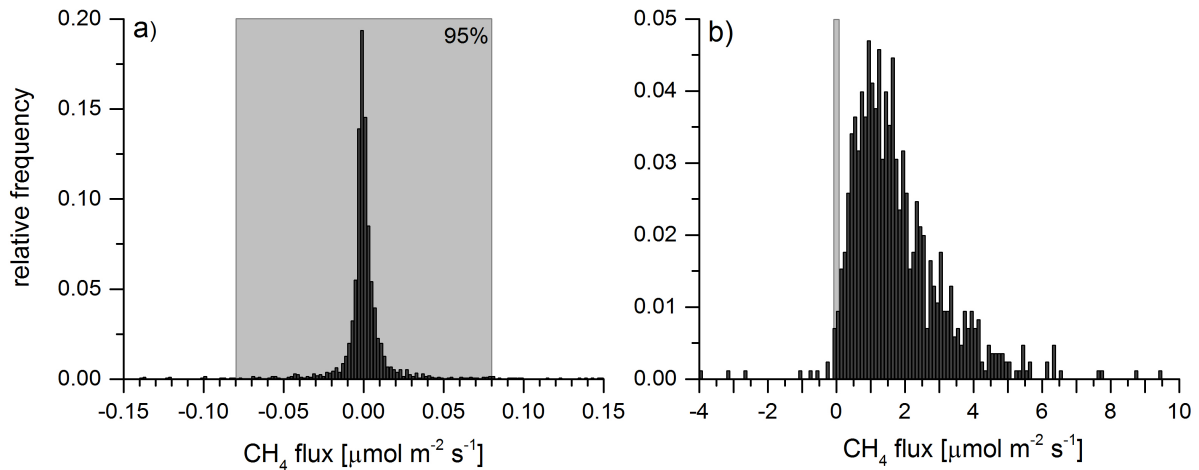 a)
95%
0.20
0.15
0.10
0.05
0.00
relative frequency
-0.15 -0.10 -0.05 0.00 0.05 0.10 0.15
CH₄ flux [μmol m⁻² s⁻¹]
b)
0.05
0.04
0.03
0.02
0.01
0.00
-4 -2 0 2 4 6 8 10
CH₄ flux [μmol m⁻² s⁻¹]